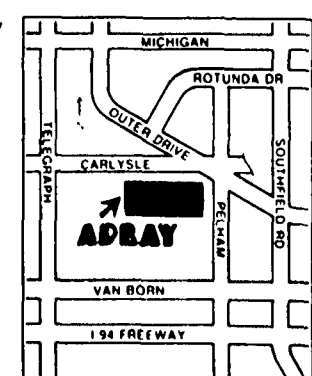 MICHIGAN
ROTUNDA DR
OUTER DRIVE
TELEGRAPH
CARLYSLE
SOUTHFIELD RD
PELHAM
ADRAY
VAN BORN
I 94 FREEWAY